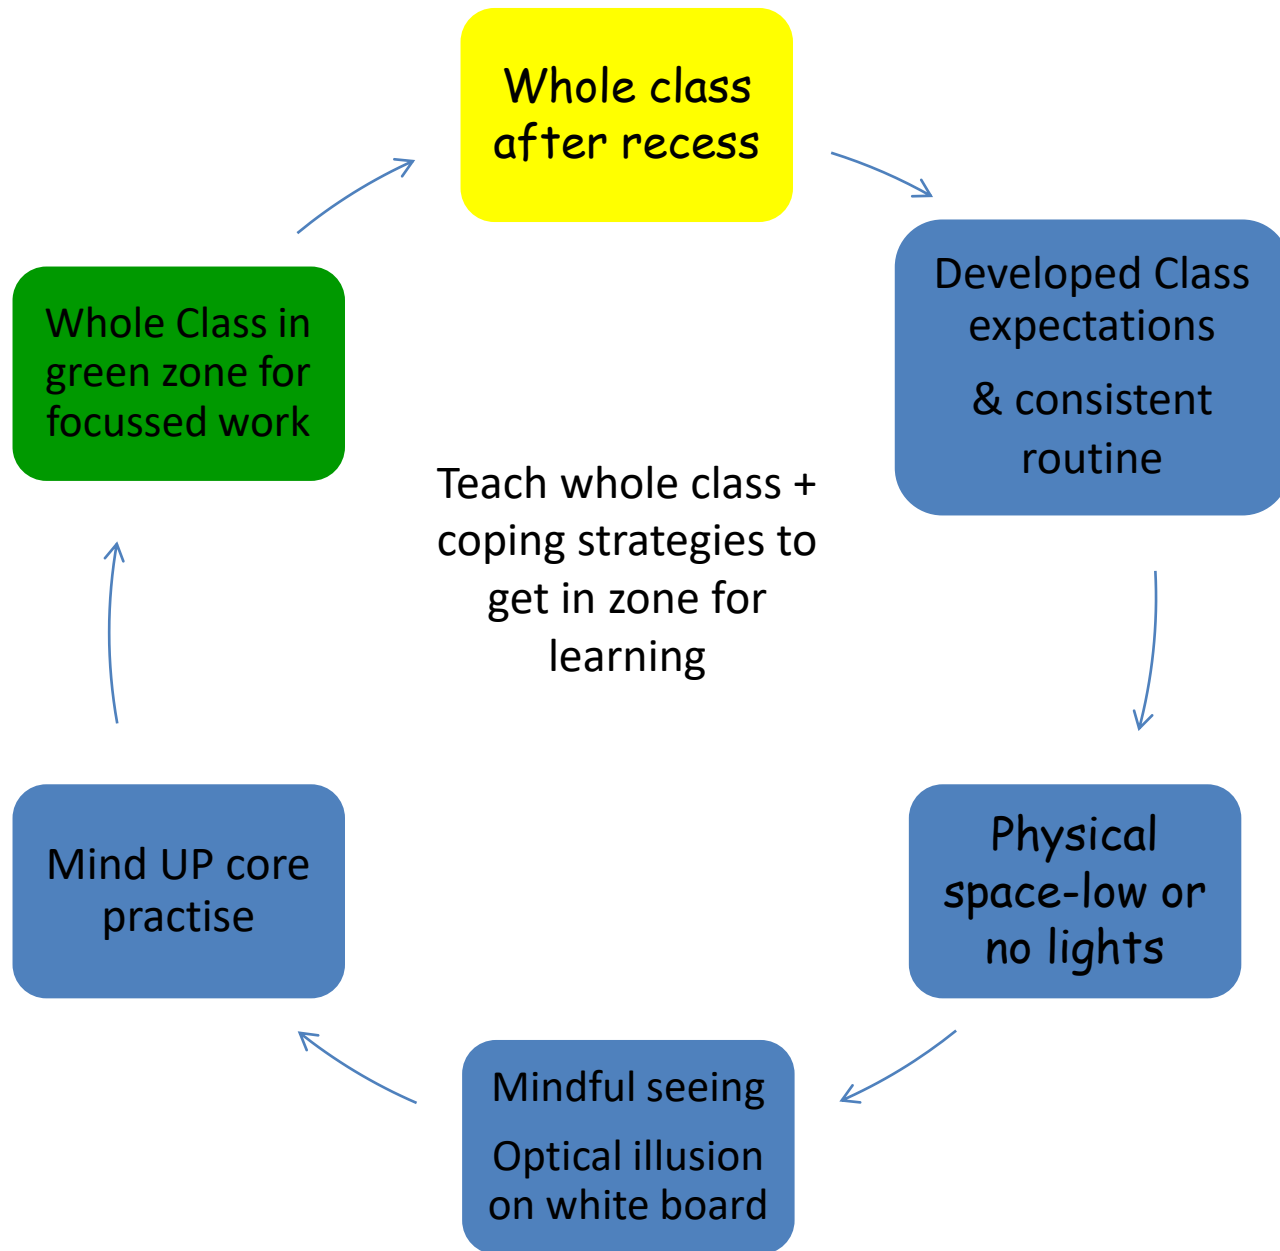 Whole class
after recess
Developed Class
expectations
& consistent
routine
Physical
space-low or
no lights
Mindful seeing
Optical illusion
on white board
Mind UP core
practise
Whole Class in
green zone for
focussed work
Teach whole class +
coping strategies to
get in zone for
learning